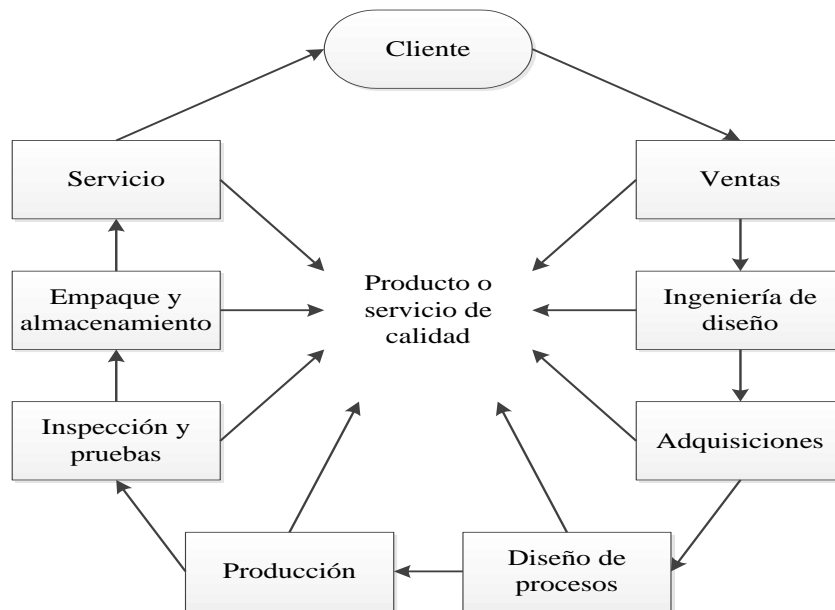 Cliente
Servicio
Ventas
Empaque y
almacenamiento
Producto o
servicio de
calidad
Ingeniería de
diseño
Inspección y
pruebas
Adquisiciones
Producción
Diseño de
procesos